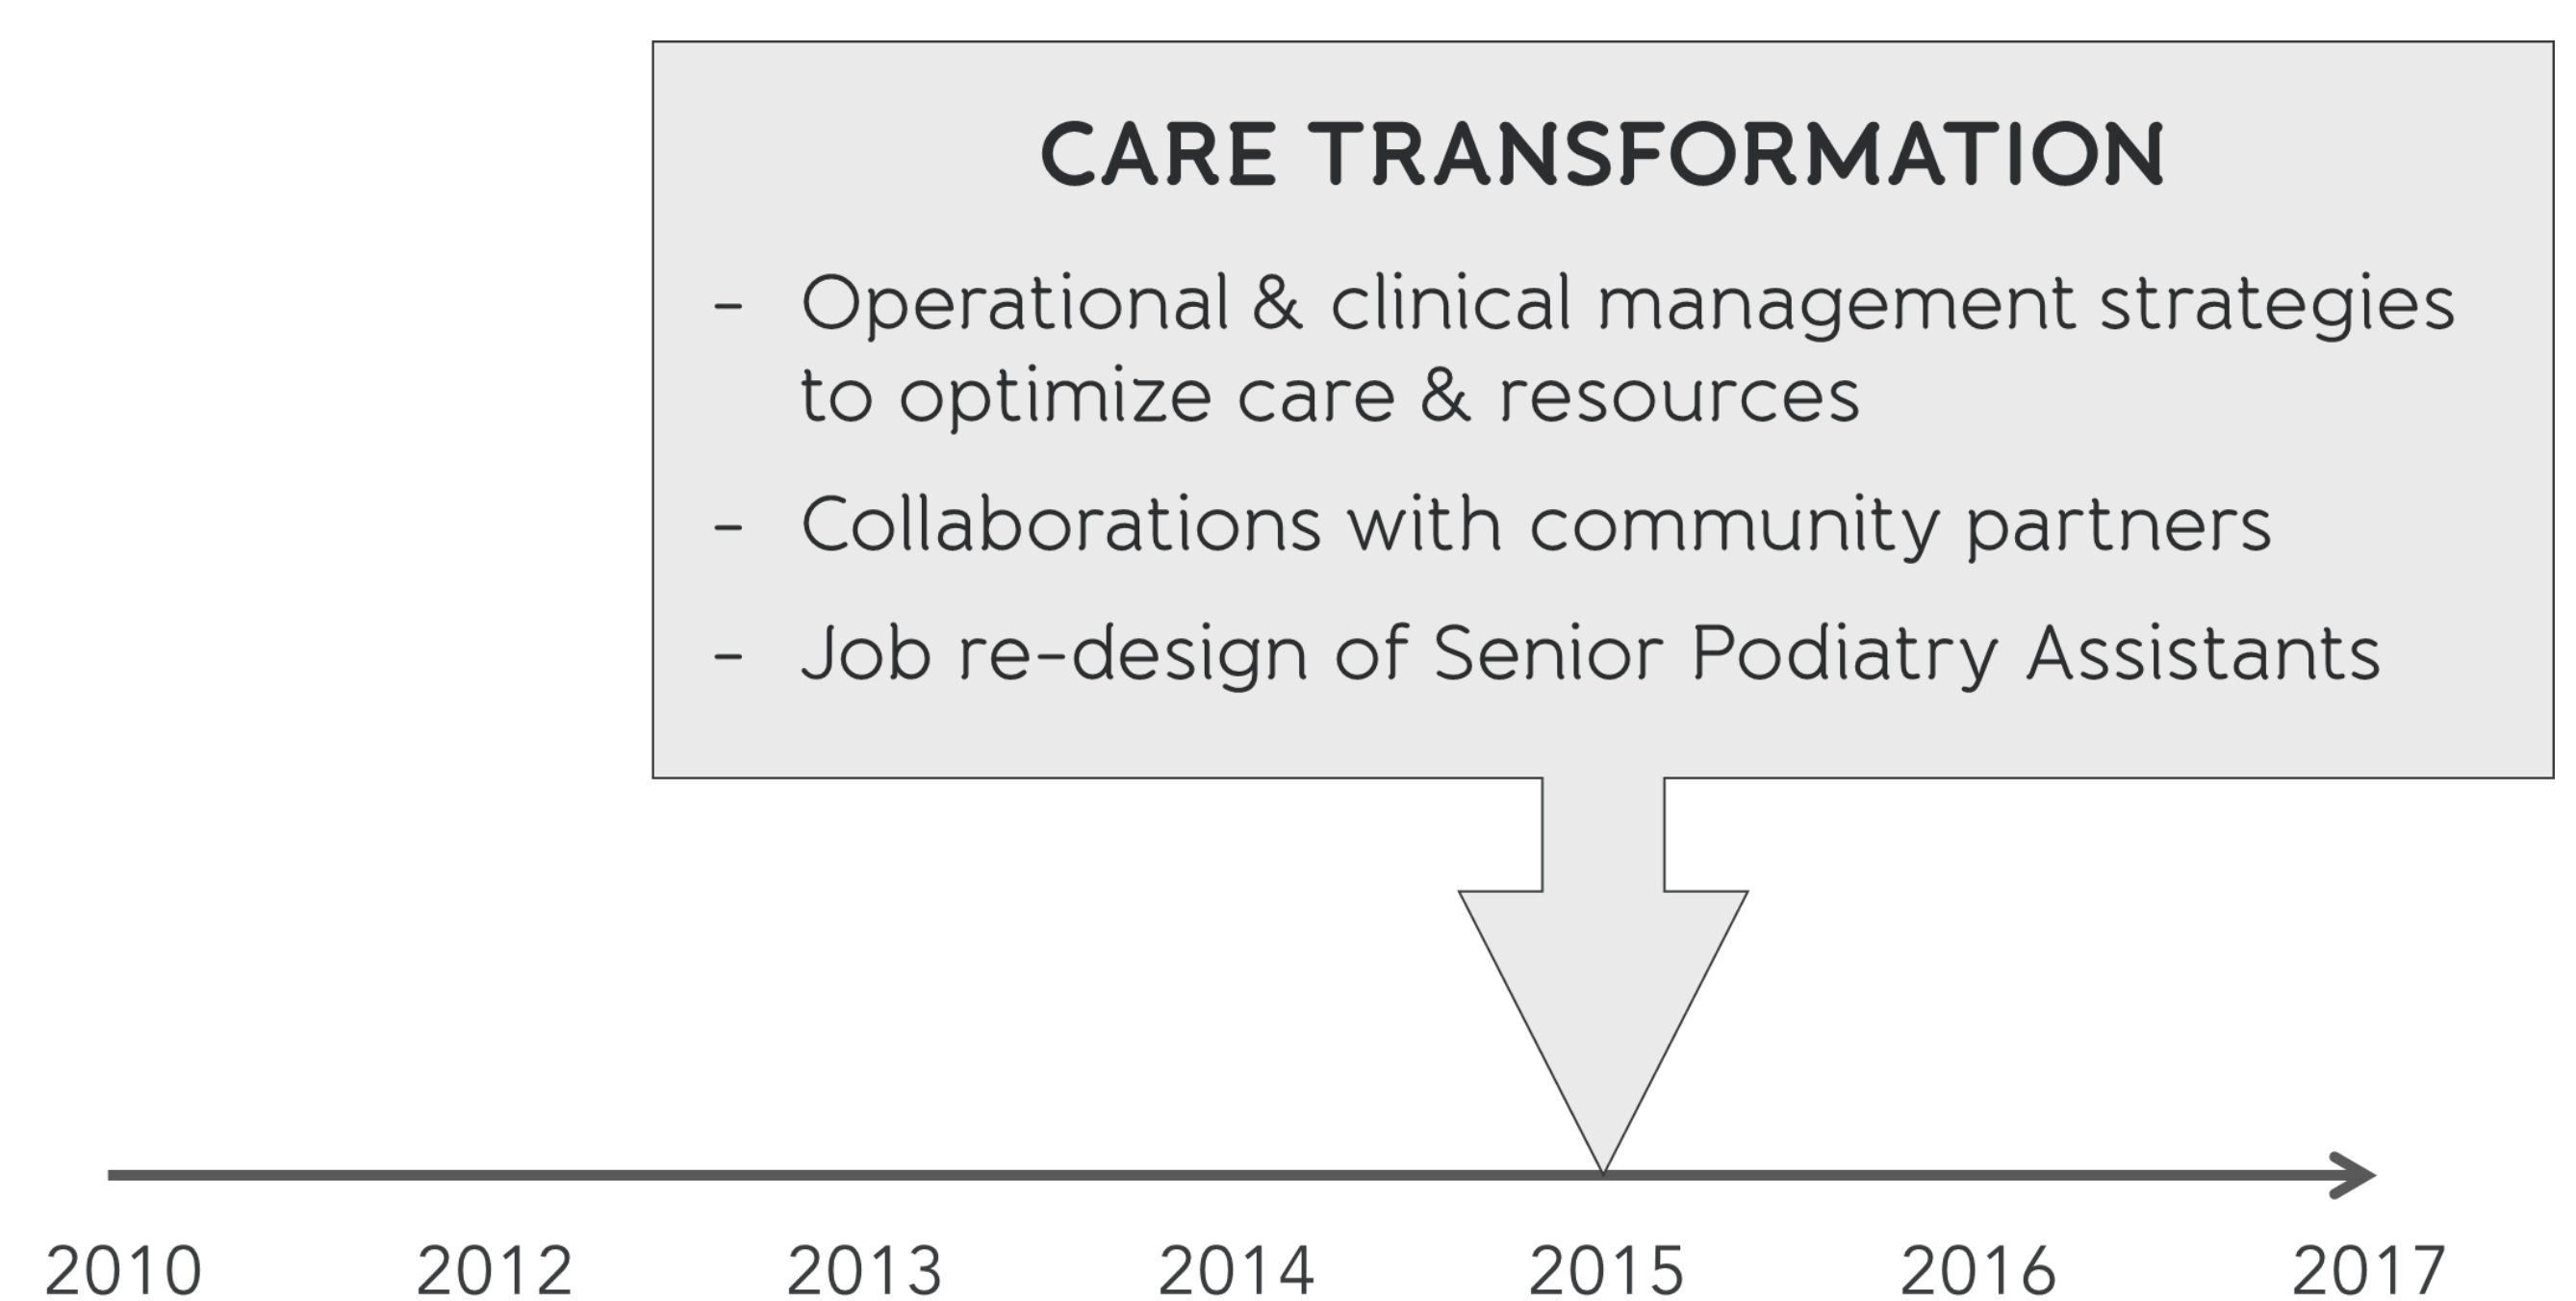 CARE TRANSFORMATION
- Operational & clinical management strategies
to optimize care & resources
- Collaborations with community partners
- Job re-design of Senior Podiatry Assistants
2010 2012 2013 2014 2015 2016 2017